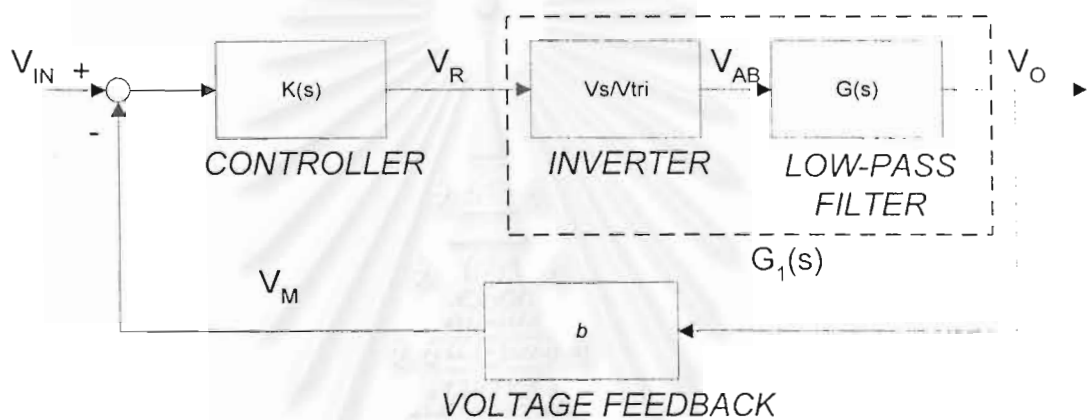 V_IN + V_R V_AB V_O
K(s) Vs/Vtri G(s)
-
CONTROLLER INVERTER LOW-PASS
FILTER
G_1(s)
V_M
b
VOLTAGE FEEDBACK